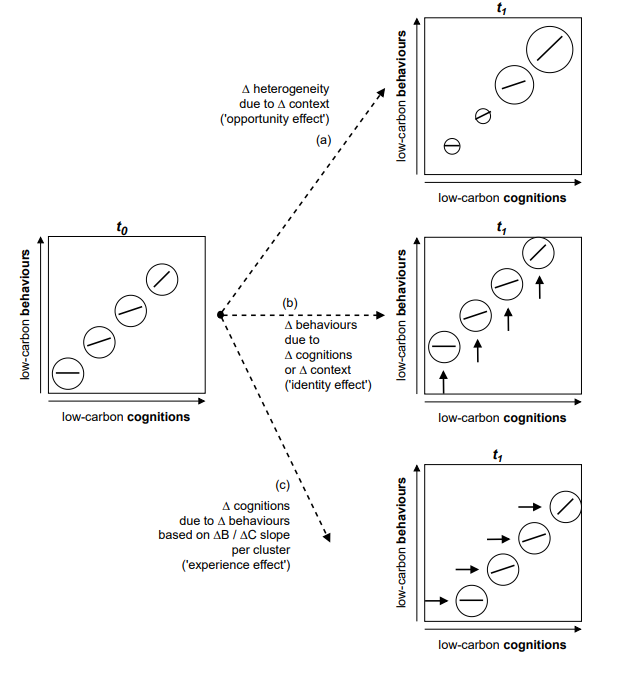 t1
low-carbon behaviours
low-carbon cognitions
Δ heterogeneity
due to Δ context
('opportunity effect')
(a)
t0
low-carbon behaviours
low-carbon cognitions
(b)
Δ behaviours
due to
Δ cognitions
or Δ context
('identity effect')
t1
low-carbon behaviours
low-carbon cognitions
(c)
Δ cognitions
due to Δ behaviours
based on ΔB / ΔC slope
per cluster
('experience effect')
t1
low-carbon behaviours
low-carbon cognitions